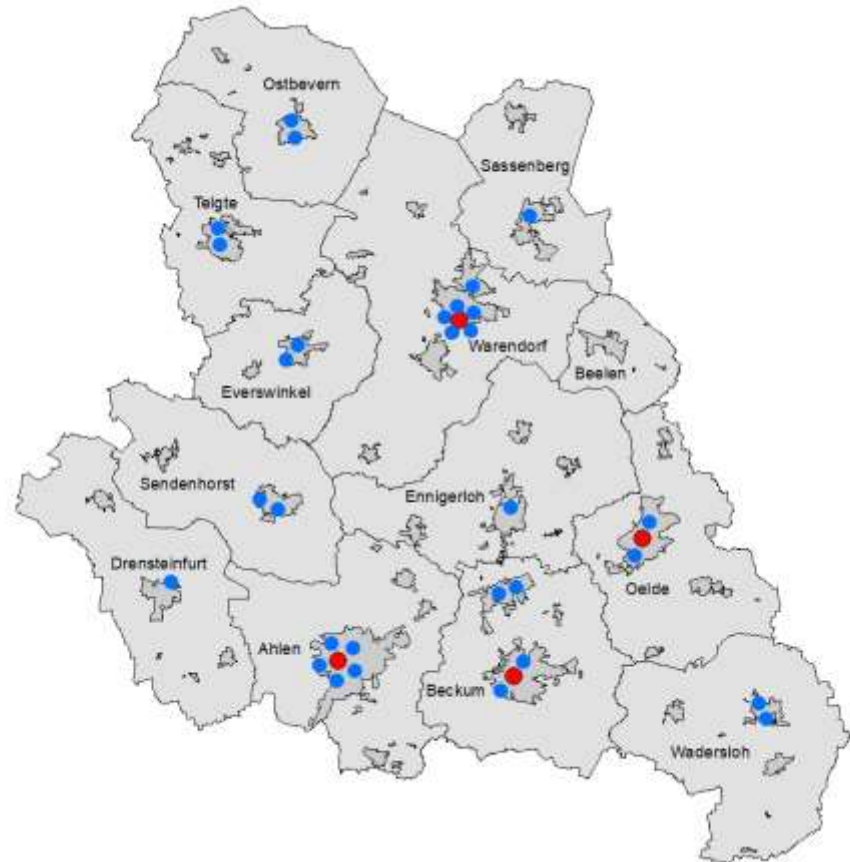 Ostbevern
Sassenberg
Telgte
Warendorf
Beelen
Everswinkel
Sendenhorst
Ennigerloh
Drensteinfurt
Oelde
Ahlen
Beckum
Wadersloh